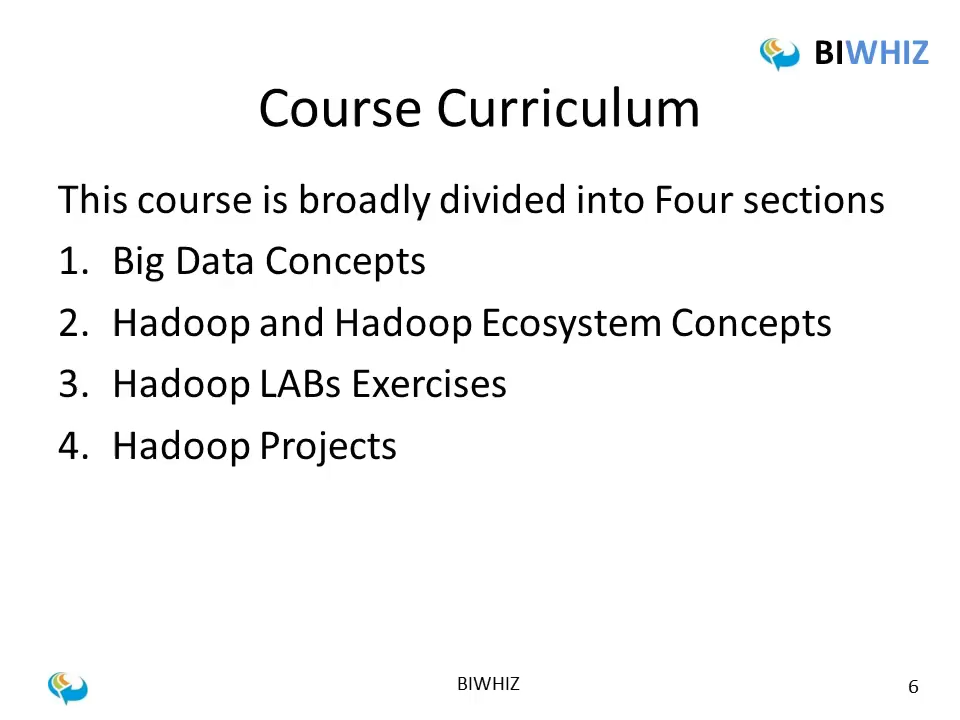 BIWHIZ
Course Curriculum
This course is broadly divided into Four sections
1. Big Data Concepts
2. Hadoop and Hadoop Ecosystem Concepts
3. Hadoop LABs Exercises
4. Hadoop Projects
BIWHIZ
6